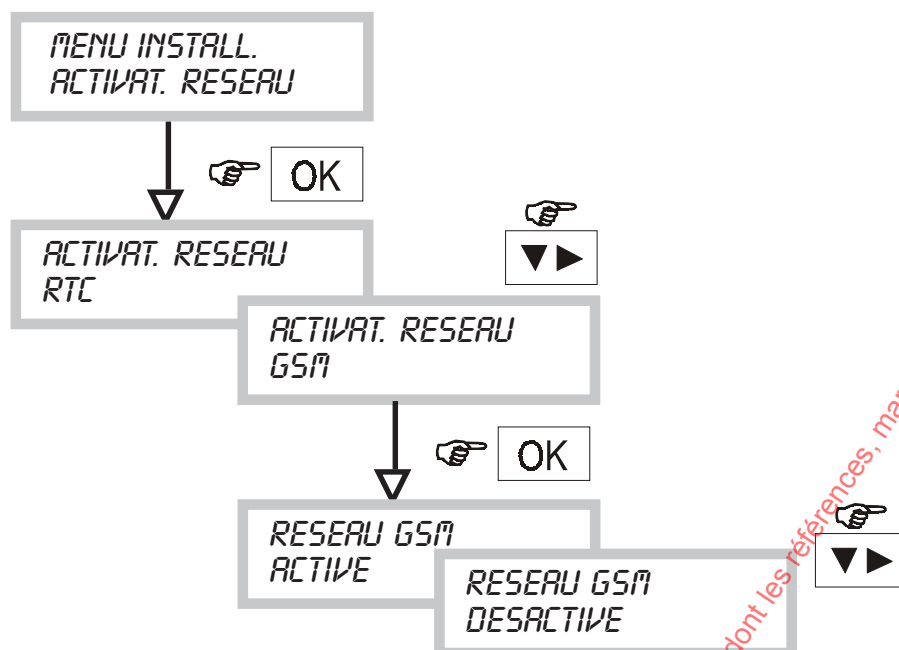 MENU INSTALL.
ACTIVAT. RESEAU
OK
ACTIVAT. RESEAU
RTC
▼▶
ACTIVAT. RESEAU
GSM
OK
RESEAU GSM
ACTIVE
▼▶
RESEAU GSM
DESACTIVE
dont les références,